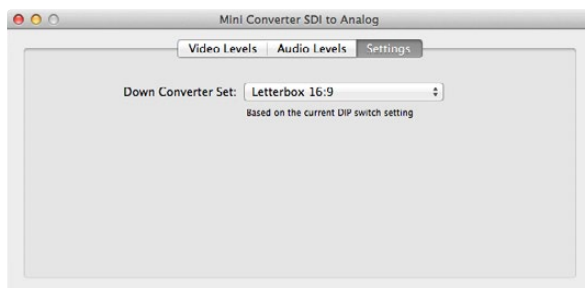 Mini Converter SDI to Analog
Video Levels Audio Levels Settings
Down Converter Set: Letterbox 16:9
Based on the current DIP switch setting